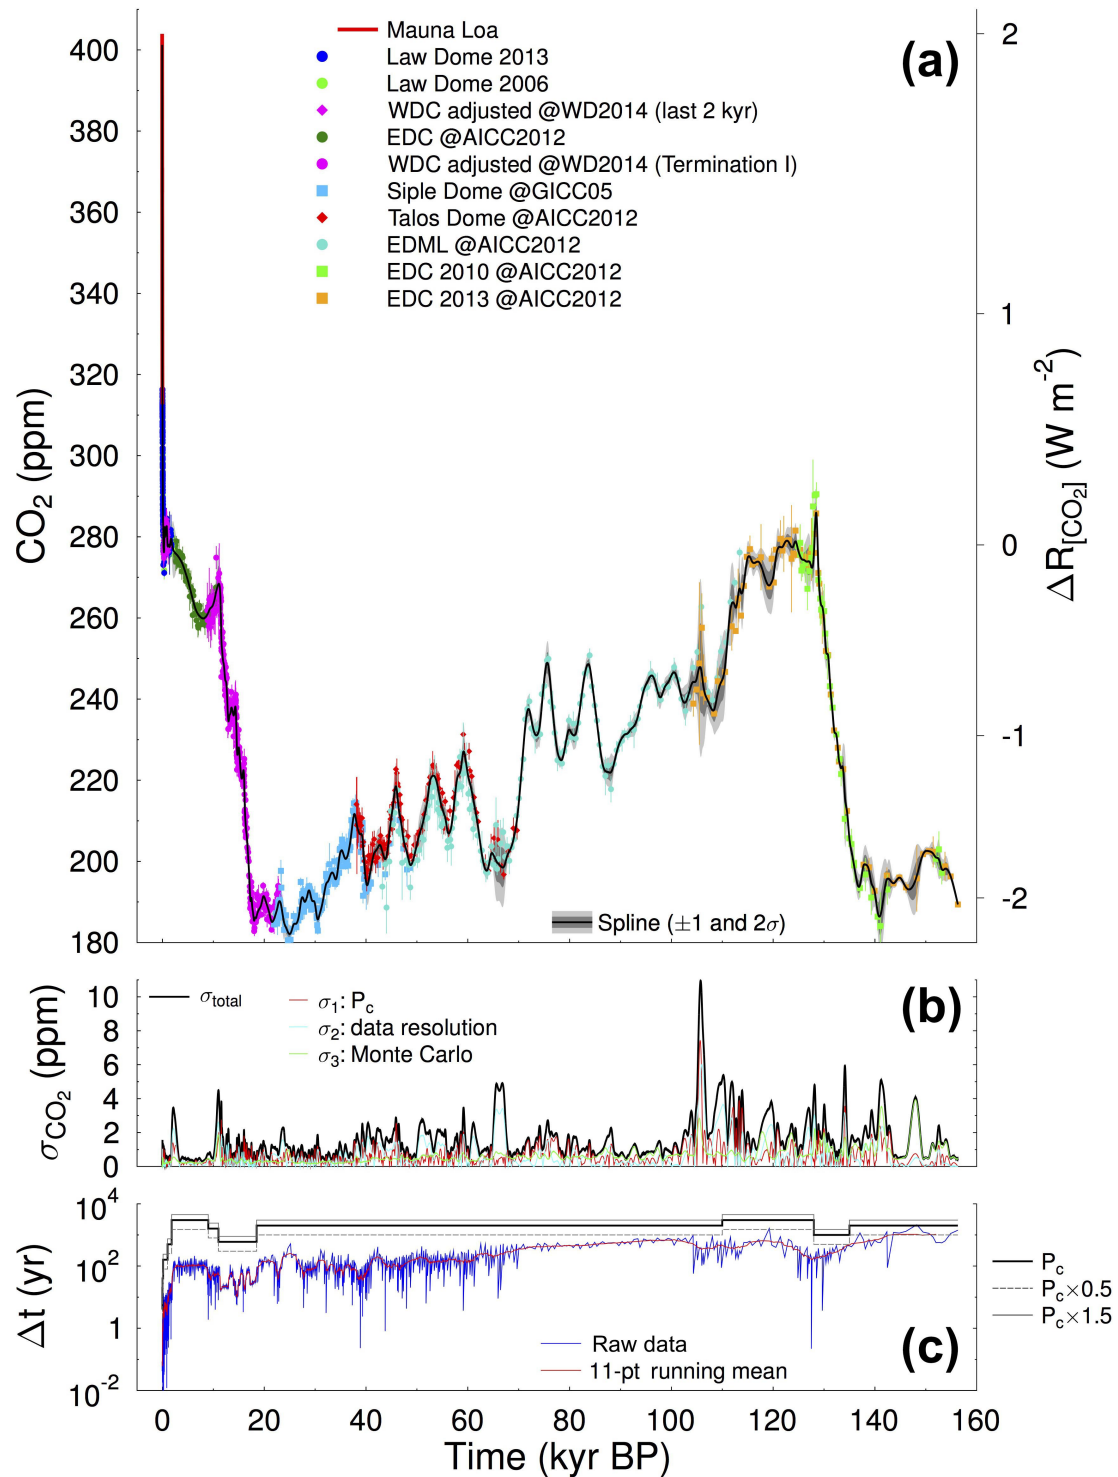 (a)
Mauna Loa
Law Dome 2013
Law Dome 2006
WDC adjusted @WD2014 (last 2 kyr)
EDC @AICC2012
WDC adjusted @WD2014 (Termination I)
Siple Dome @GICC05
Talos Dome @AICC2012
EDML @AICC2012
EDC 2010 @AICC2012
EDC 2013 @AICC2012
400
380
360
340
320
300
280
260
240
220
200
180
CO2 (ppm)
2
1
0
-1
-2
ΔR[CO2] (W m-2)
Spline (±1 and 2σ)
(b)
σtotal
σ1: Pc
σ2: data resolution
σ3: Monte Carlo
10
8
6
4
2
0
σCO2 (ppm)
(c)
10^4
10^2
1
10^-2
Δt (yr)
Pc
Pc×0.5
Pc×1.5
Raw data
11-pt running mean
0 20 40 60 80 100 120 140 160
Time (kyr BP)